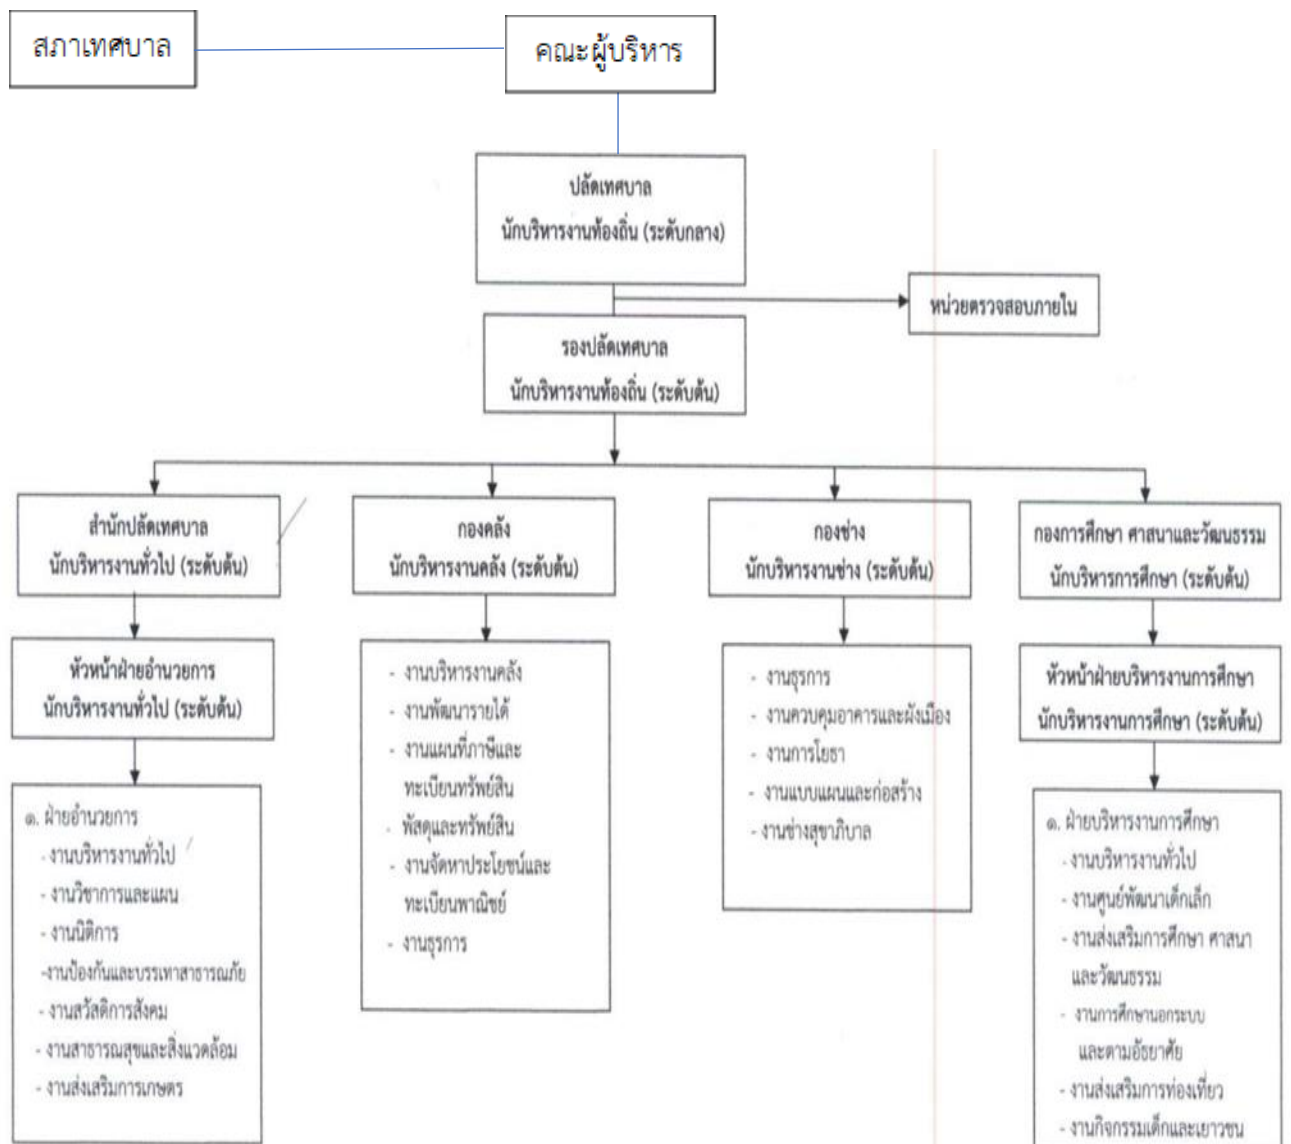 สภาเทศบาล
คณะผู้บริหาร
ปลัดเทศบาล
นักบริหารงานท้องถิ่น (ระดับกลาง)
หน่วยตรวจสอบภายใน
รองปลัดเทศบาล
นักบริหารงานท้องถิ่น (ระดับต้น)
สำนักปลัดเทศบาล
นักบริหารงานทั่วไป (ระดับต้น)
หัวหน้าฝ่ายอำนวยการ
นักบริหารงานทั่วไป (ระดับต้น)
๑. ฝ่ายอำนวยการ
- งานบริหารงานทั่วไป
- งานวิชาการและแผน
- งานนิติการ
-งานป้องกันและบรรเทาสาธารณภัย
- งานสวัสดิการสังคม
- งานสาธารณสุขและสิ่งแวดล้อม
- งานส่งเสริมการเกษตร
กองคลัง
นักบริหารงานคลัง (ระดับต้น)
- งานบริหารงานคลัง
- งานพัฒนารายได้
- งานแผนที่ภาษีและ
ทะเบียนทรัพย์สิน
- พัสดุและทรัพย์สิน
- งานจัดหาประโยชน์และ
ทะเบียนพาณิชย์
- งานธุรการ
กองช่าง
นักบริหารงานช่าง (ระดับต้น)
- งานธุรการ
- งานควบคุมอาคารและผังเมือง
- งานการโยธา
- งานแบบแผนและก่อสร้าง
- งานช่างสุขาภิบาล
กองการศึกษา ศาสนาและวัฒนธรรม
นักบริหารการศึกษา (ระดับต้น)
หัวหน้าฝ่ายบริหารงานการศึกษา
นักบริหารงานการศึกษา (ระดับต้น)
๑. ฝ่ายบริหารงานการศึกษา
- งานบริหารงานทั่วไป
- งานศูนย์พัฒนาเด็กเล็ก
- งานส่งเสริมการศึกษา ศาสนา
และวัฒนธรรม
- งานการศึกษานอกระบบ
และตามอัธยาศัย
- งานส่งเสริมการท่องเที่ยว
- งานกิจกรรมเด็กและเยาวชน